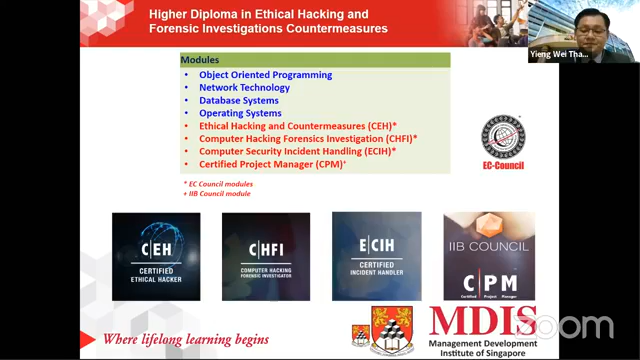 Higher Diploma in Ethical Hacking and
Forensic Investigations Countermeasures
Yieng Wei Tha...
Modules
• Object Oriented Programming
• Network Technology
• Database Systems
• Operating Systems
• Ethical Hacking and Countermeasures (CEH)*
• Computer Hacking Forensics Investigation (CHFI)*
• Computer Security Incident Handling (ECIH)*
• Certified Project Manager (CPM)+
* EC Council modules
+ IIB Council module
EC-Council
C|EH
CERTIFIED
ETHICAL HACKER
C|HFI
COMPUTER HACKING
FORENSIC INVESTIGATOR
E|CIH
CERTIFIED
INCIDENT HANDLER
IIB COUNCIL
C|PM
Certified Project Manager
MDIS
Management Development
Institute of Singapore
Where lifelong learning begins
zoom